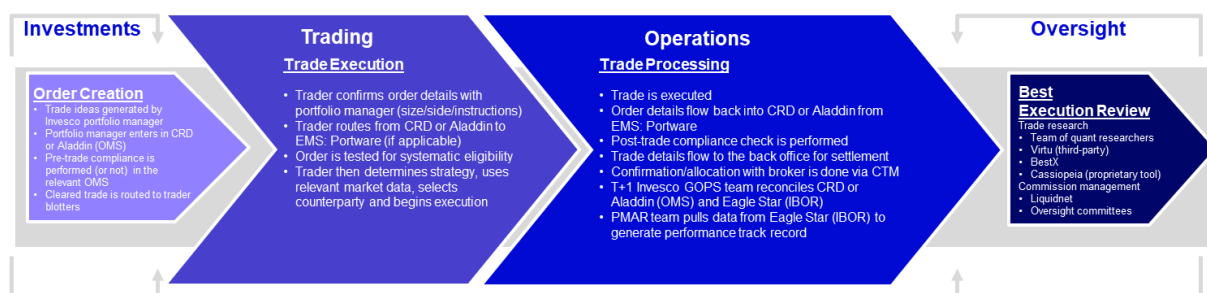 Investments
Order Creation
• Trade ideas generated by
Invesco portfolio manager
• Portfolio manager enters in CRD
or Aladdin (OMS)
• Pre-trade compliance is
performed (or not) in the
relevant OMS
• Cleared trade is routed to trader
blotters
Trading
Trade Execution
• Trader confirms order details with
portfolio manager (size/side/instructions)
• Trader routes from CRD or Aladdin to
EMS: Portware (if applicable)
• Order is tested for systematic eligibility
• Trader then determines strategy, uses
relevant market data, selects
counterparty and begins execution
Operations
Trade Processing
• Trade is executed
• Order details flow back into CRD or Aladdin from
EMS: Portware
• Post-trade compliance check is performed
• Trade details flow to the back office for settlement
• Confirmation/allocation with broker is done via CTM
• T+1 Invesco GOPS team reconciles CRD or
Aladdin (OMS) and Eagle Star (IBOR)
• PMAR team pulls data from Eagle Star (IBOR) to
generate performance track record
Oversight
Best
Execution Review
Trade research
• Team of quant researchers
• Virtu (third-party)
• BestX
• Cassiopeia (proprietary tool)
Commission management
• Liquidnet
• Oversight committees